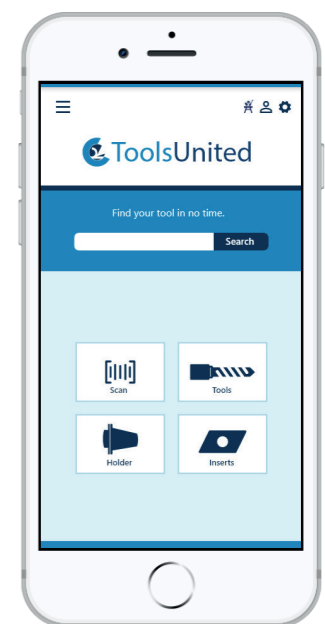 ToolsUnited
Find your tool in no time.
Search
Scan
Tools
Holder
Inserts